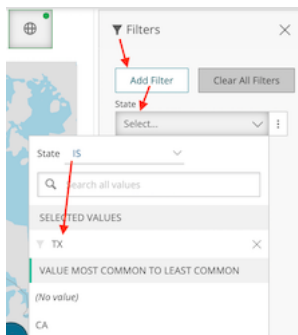 Filters
Add Filter
Clear All Filters
State
Select...
State IS
Search all values
SELECTED VALUES
TX
VALUE MOST COMMON TO LEAST COMMON
(No value)
CA